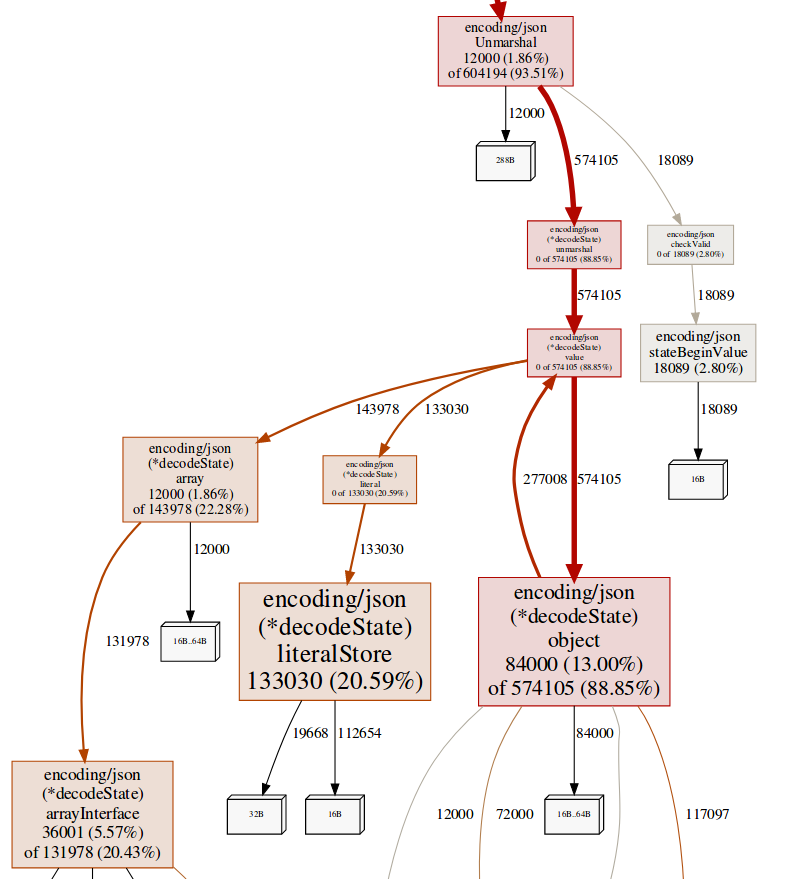 encoding/json
Unmarshal
12000 (1.86%)
of 604194 (93.51%)
12000
574105
18089
288B
encoding/json
(*decodeState)
unmarshal
0 of 574105 (88.85%)
encoding/json
checkValid
0 of 18089 (2.80%)
574105
18089
encoding/json
(*decodeState)
value
0 of 574105 (88.85%)
encoding/json
stateBeginValue
18089 (2.80%)
143978
133030
277008
574105
18089
encoding/json
(*decodeState)
array
12000 (1.86%)
of 143978 (22.28%)
encoding/json
(*decodeState)
literal
0 of 133030 (20.59%)
16B
12000
133030
131978
16B..64B
encoding/json
(*decodeState)
literalStore
133030 (20.59%)
encoding/json
(*decodeState)
object
84000 (13.00%)
of 574105 (88.85%)
19668
112654
84000
encoding/json
(*decodeState)
arrayInterface
36001 (5.57%)
of 131978 (20.43%)
32B
16B
12000
72000
16B..64B
117097